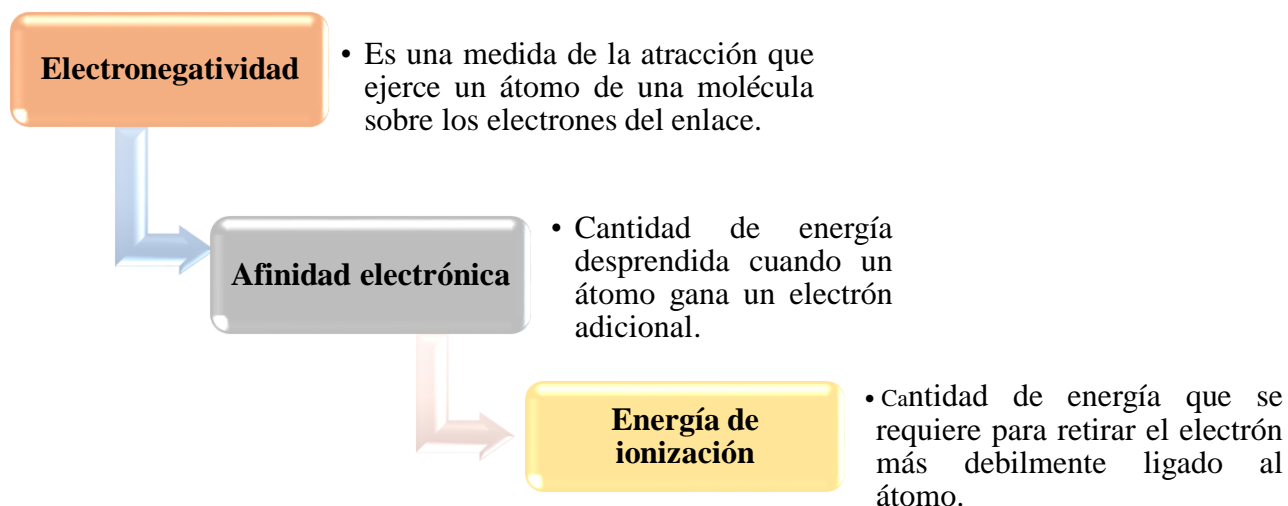 Electronegatividad
• Es una medida de la atracción que
ejerce un átomo de una molécula
sobre los electrones del enlace.
Afinidad electrónica
• Cantidad de energía
desprendida cuando un
átomo gana un electrón
adicional.
Energía de
ionización
• Cantidad de energía que se
requiere para retirar el electrón
más debilmente ligado al
átomo.